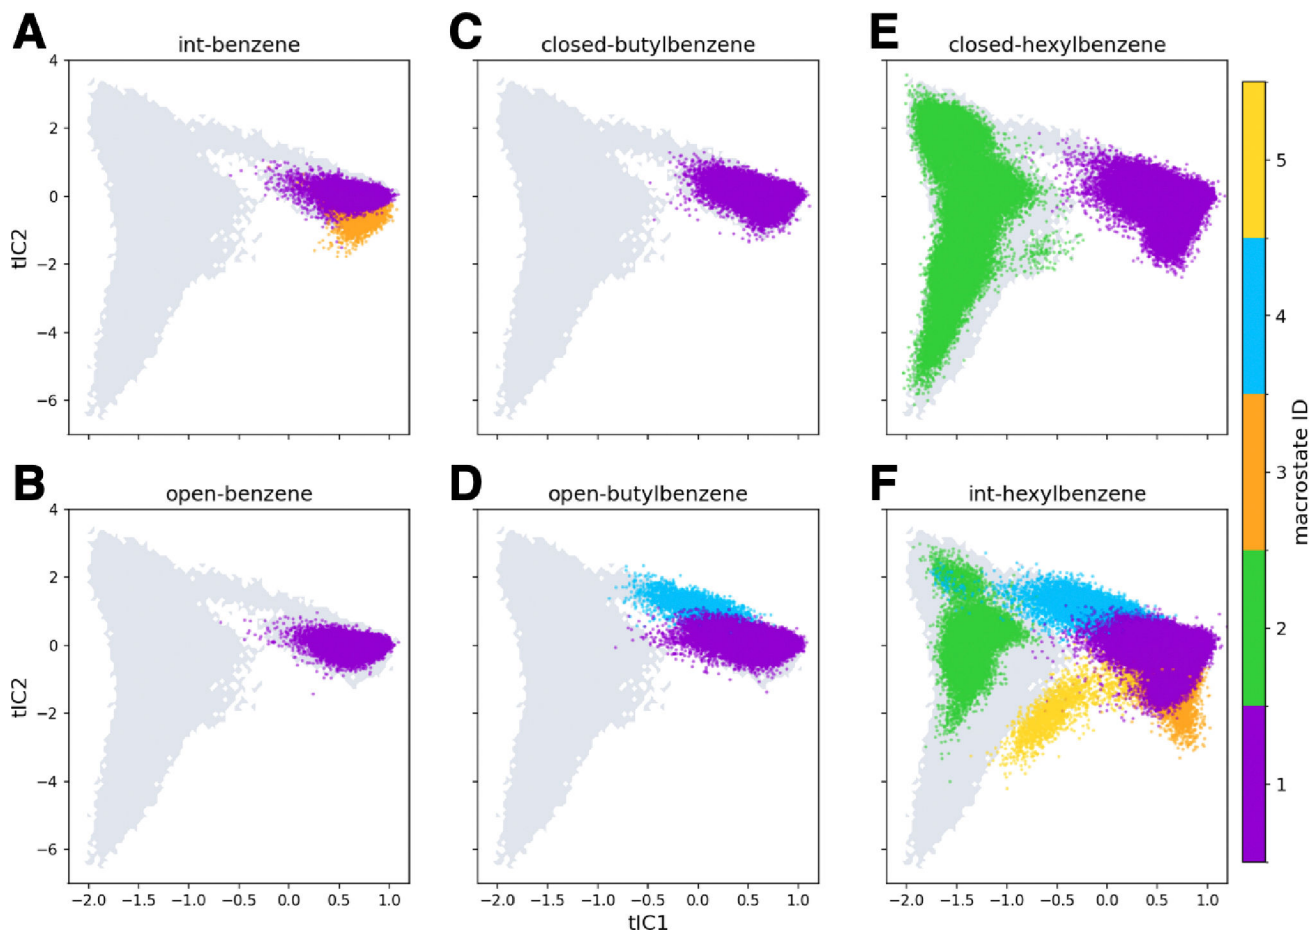 A
int-benzene
4
2
0
−2
−4
−6
tIC2
C
closed-butylbenzene
E
closed-hexylbenzene
B
open-benzene
4
2
0
−2
−4
−6
tIC2
−2.0 −1.5 −1.0 −0.5 0.0 0.5 1.0
D
open-butylbenzene
−2.0 −1.5 −1.0 −0.5 0.0 0.5 1.0
tIC1
F
int-hexylbenzene
−2.0 −1.5 −1.0 −0.5 0.0 0.5 1.0
5
4
3
2
1
macrostate ID